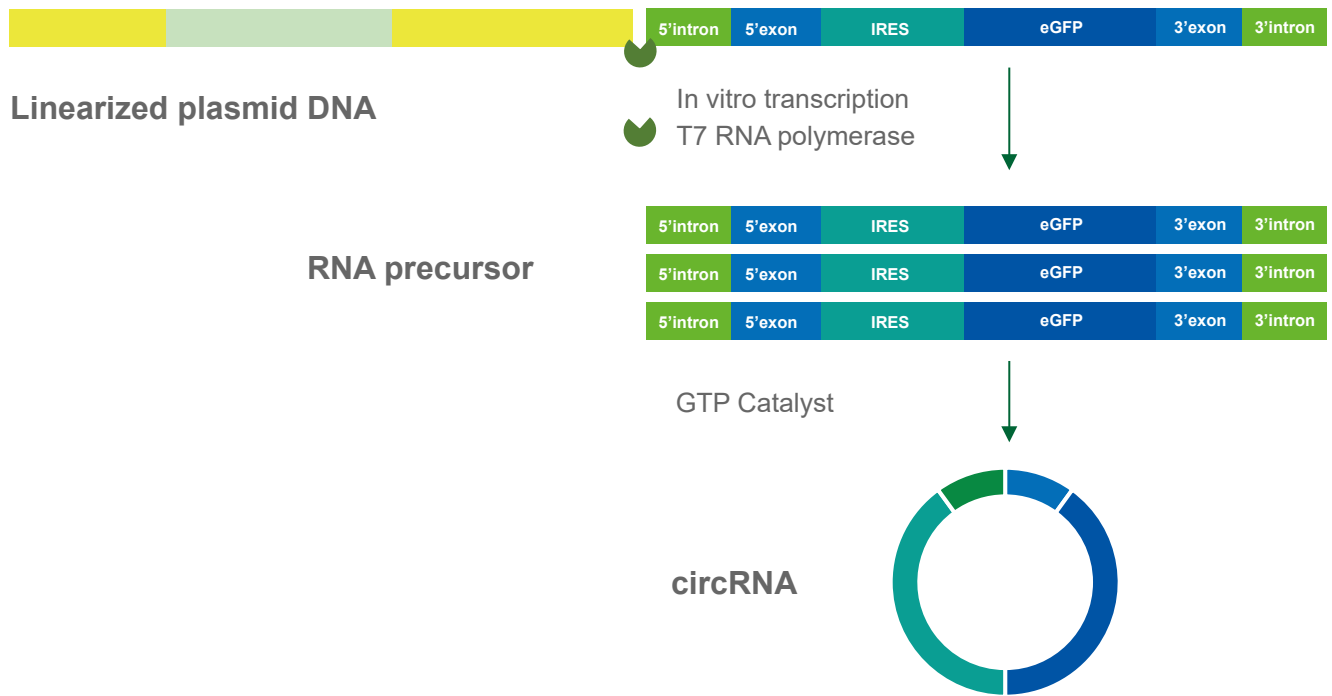 5'intron 5'exon IRES eGFP 3'exon 3'intron
Linearized plasmid DNA
In vitro transcription
T7 RNA polymerase
5'intron 5'exon IRES eGFP 3'exon 3'intron
RNA precursor
5'intron 5'exon IRES eGFP 3'exon 3'intron
5'intron 5'exon IRES eGFP 3'exon 3'intron
GTP Catalyst
circRNA